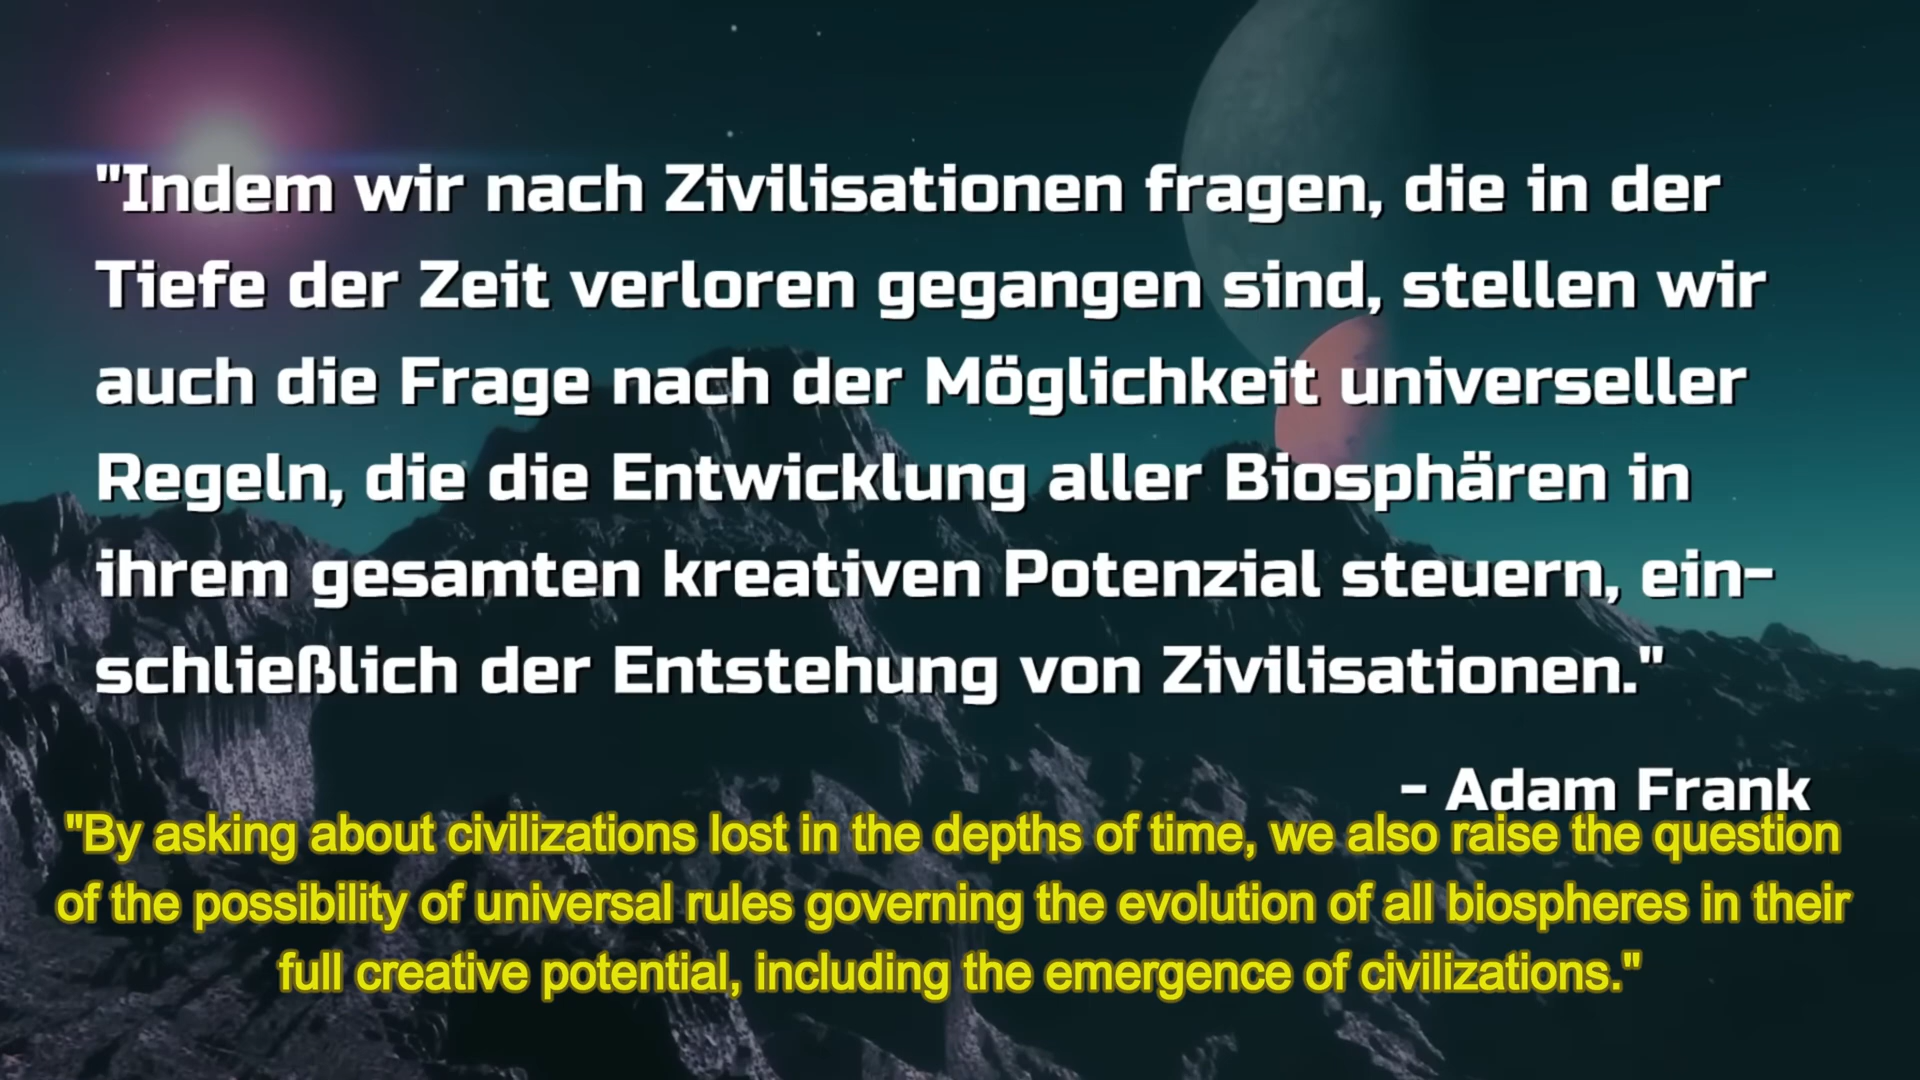 "Indem wir nach Zivilisationen fragen, die in der
Tiefe der Zeit verloren gegangen sind, stellen wir
auch die Frage nach der Möglichkeit universeller
Regeln, die die Entwicklung aller Biosphären in
ihrem gesamten kreativen Potenzial steuern, ein-
schließlich der Entstehung von Zivilisationen."
- Adam Frank
"By asking about civilizations lost in the depths of time, we also raise the question
of the possibility of universal rules governing the evolution of all biospheres in their
full creative potential, including the emergence of civilizations."